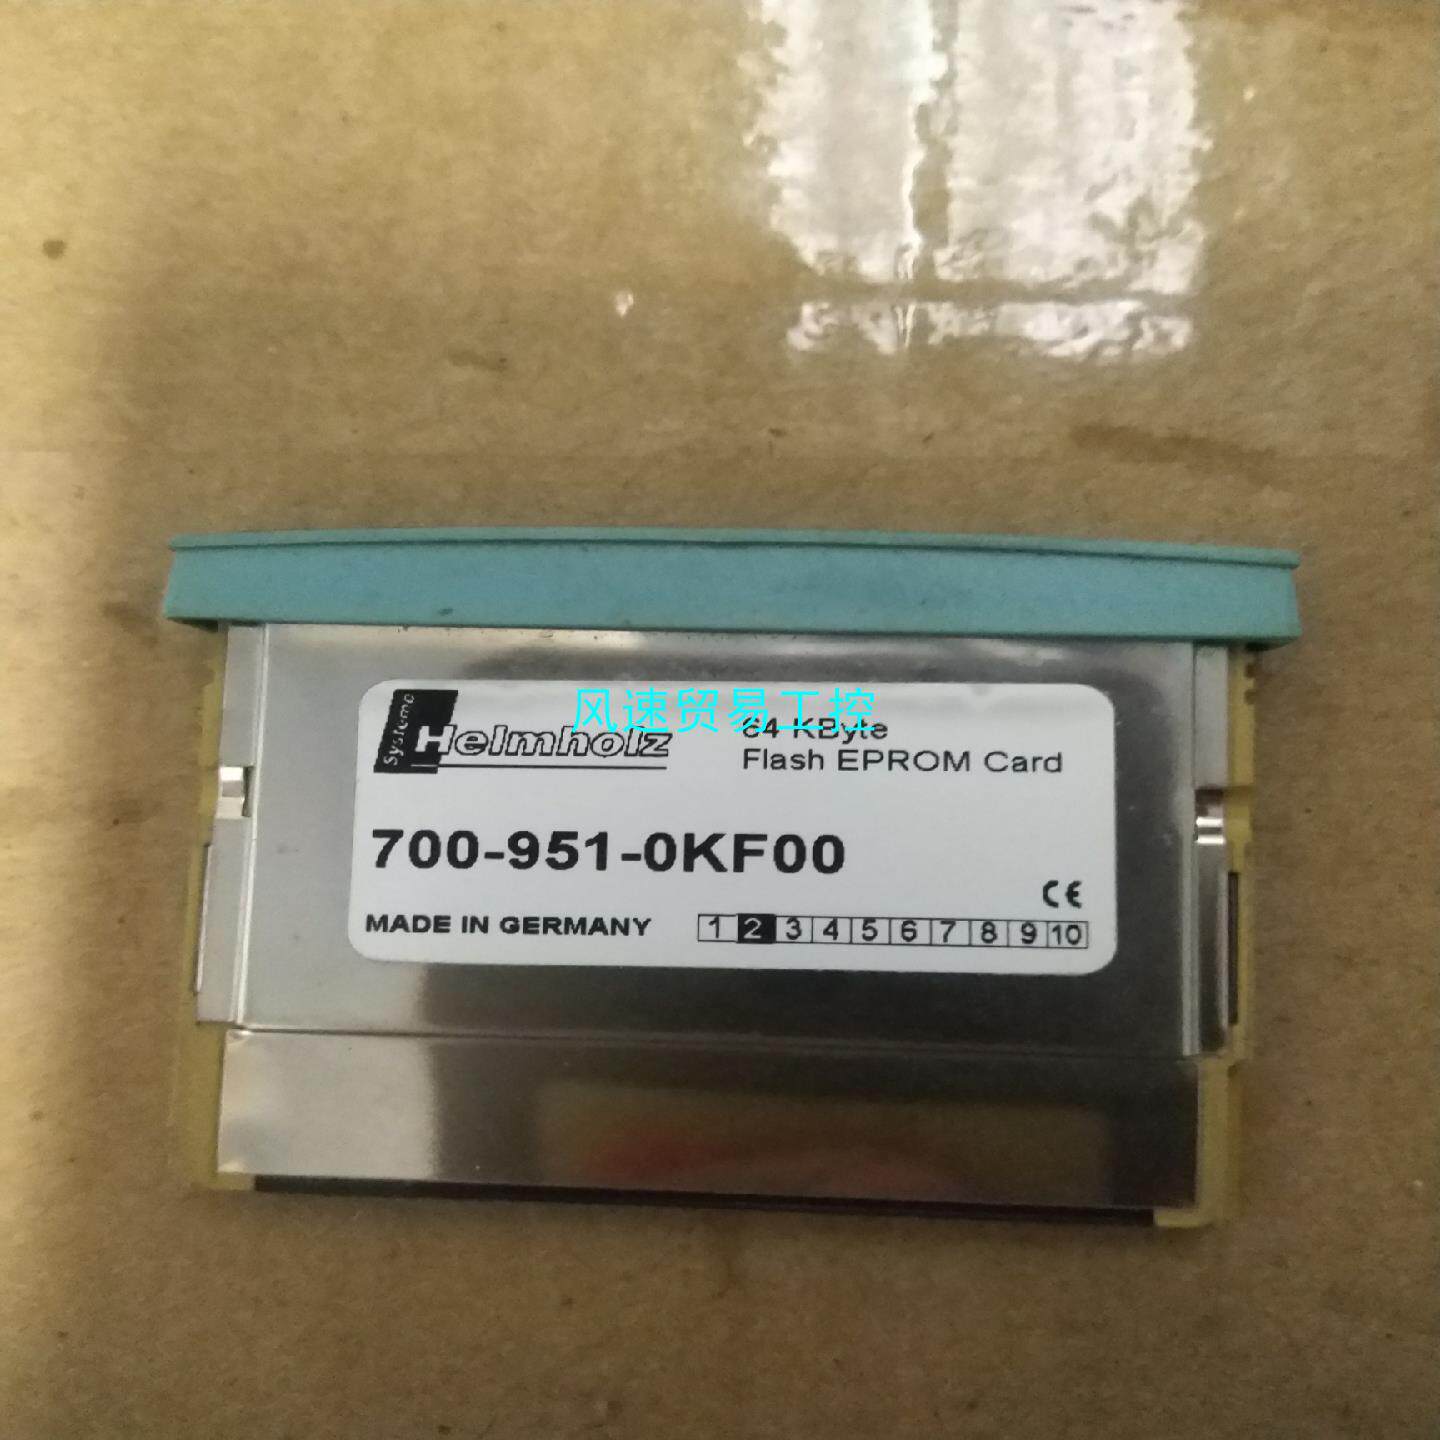 Systeme
Helmholz
风速贸易工控
64 KByte
Flash EPROM Card
700-951-0KF00
CE
MADE IN GERMANY
1 2 3 4 5 6 7 8 9 10